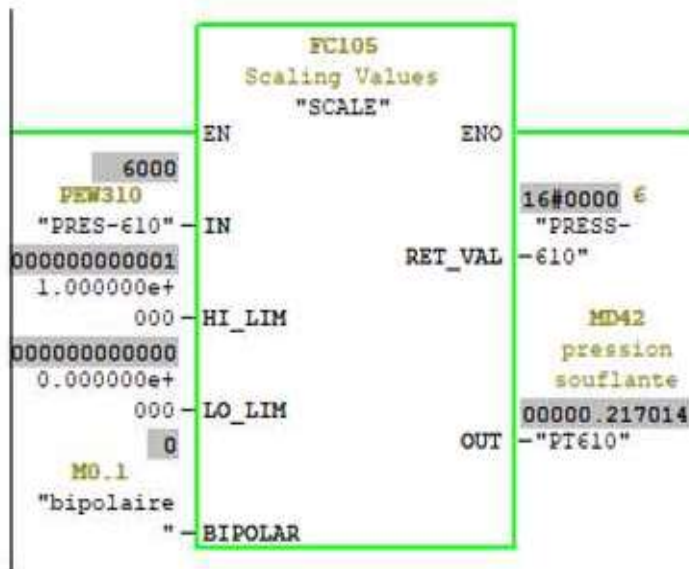 FC105
Scaling Values
"SCALE"
EN ENO
6000
PEW310
"PRES-610" IN
16#0000 6
"PRESS-
RET_VAL 610"
000000000001
1.000000e+
000 HI_LIM
MD42
pression
souflante
000000000000
0.000000e+
000 LO_LIM
00000.217014
OUT "PT610"
0
M0.1
"bipolaire
" BIPOLAR